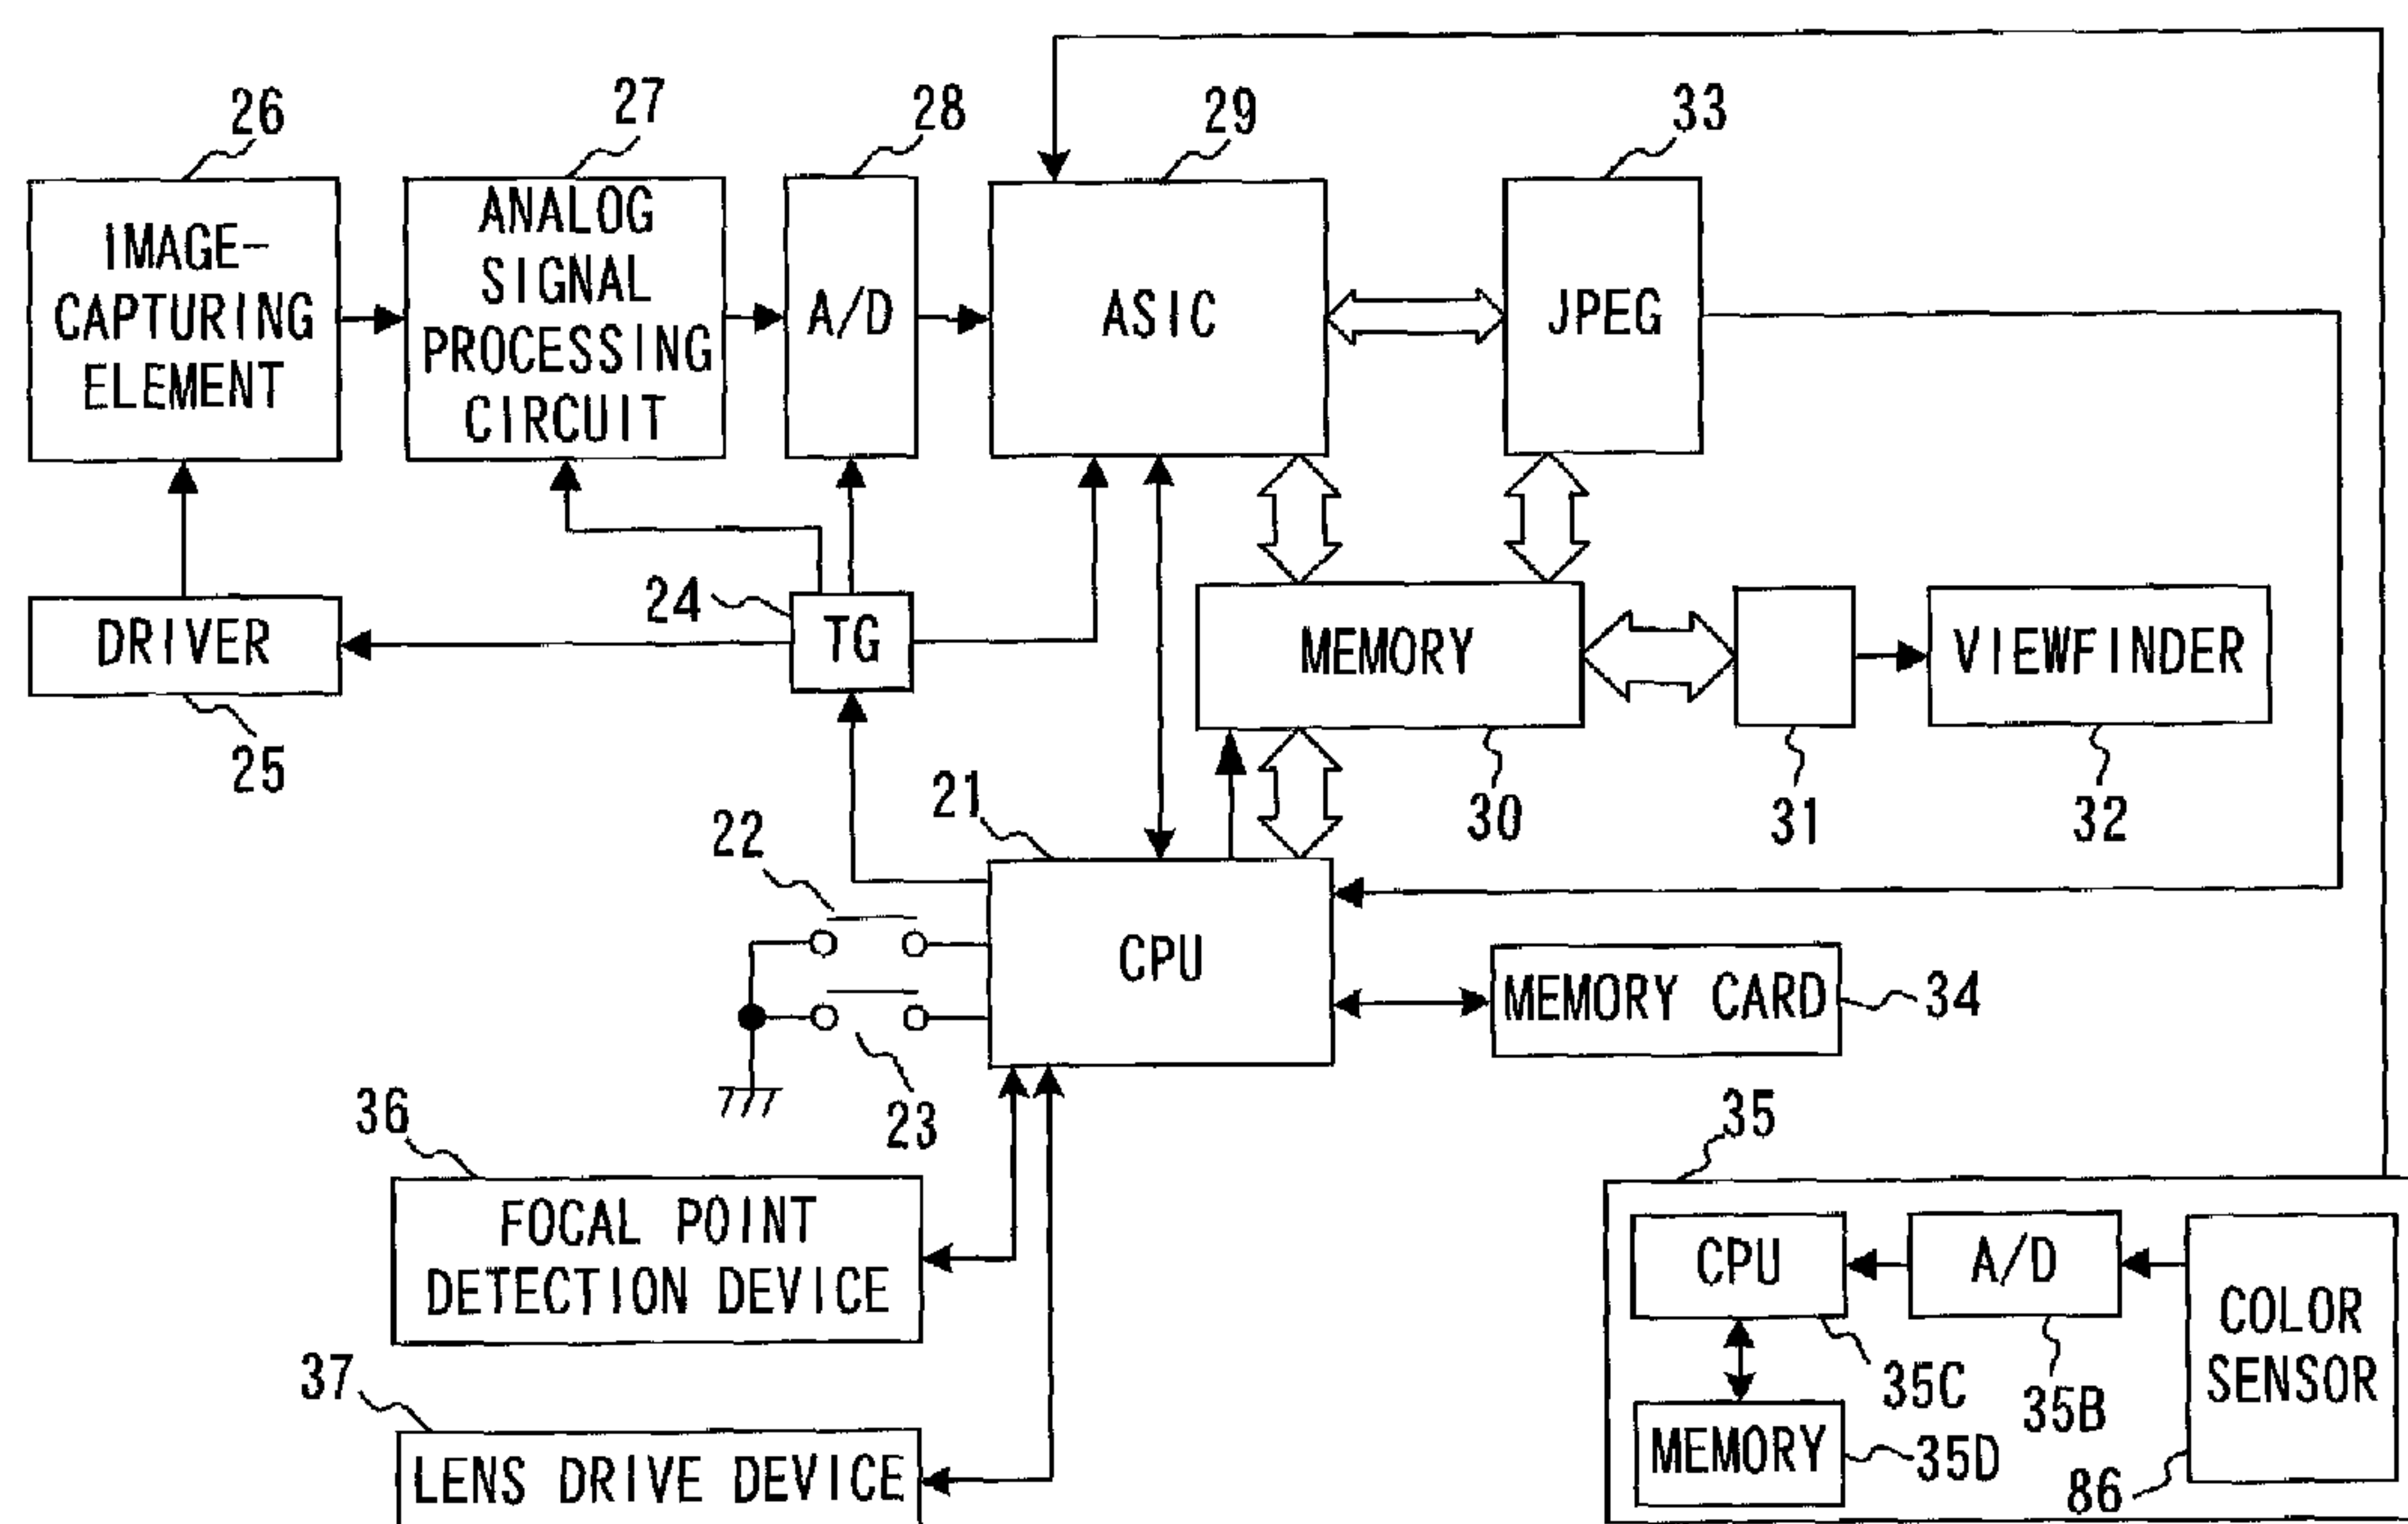 26
27
28
29
33
IMAGE-
CAPTURING
ELEMENT
ANALOG
SIGNAL
PROCESSING
CIRCUIT
A/D
ASIC
JPEG
24
DRIVER
TG
MEMORY
VIEWFINDER
25
30
31
32
21
22
CPU
MEMORY CARD
34
23
36
FOCAL POINT
DETECTION DEVICE
37
LENS DRIVE DEVICE
35
CPU
A/D
COLOR
SENSOR
35C
35B
MEMORY
35D
86